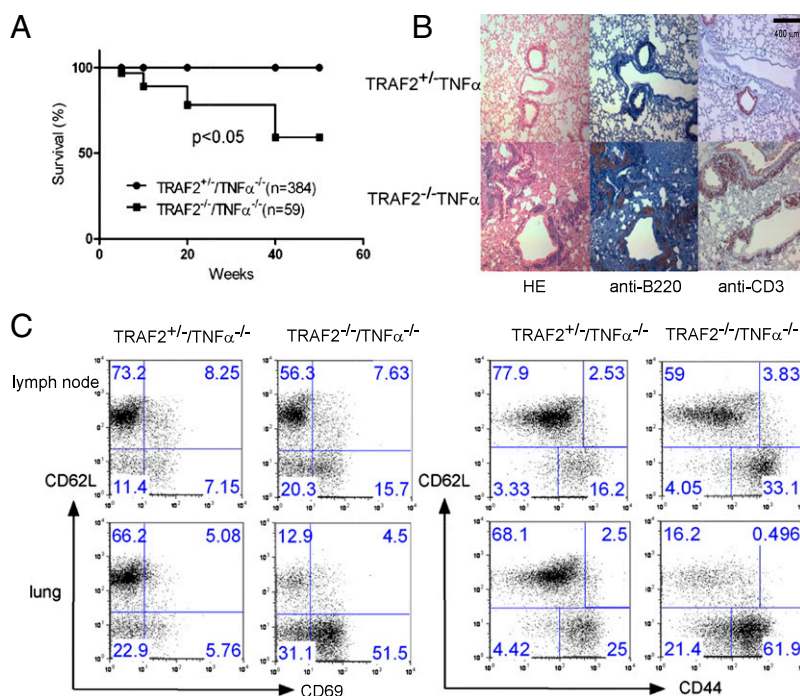 A
Survival (%)
100
50
0
0 20 40 60
Weeks
p<0.05
TRAF2+/-/TNFα-/-(n=384)
TRAF2-/-/TNFα-/-(n=59)
B
400 μm
TRAF2+/-TNFα
TRAF2-/-TNFα
HE anti-B220 anti-CD3
C
TRAF2+/-/TNFα-/- TRAF2-/-/TNFα-/- TRAF2+/-/TNFα-/- TRAF2-/-/TNFα-/-
lymph node
73.2 8.25 56.3 7.63 77.9 2.53 59 3.83
CD62L CD62L
11.4 7.15 20.3 15.7 3.33 16.2 4.05 33.1
lung
66.2 5.08 12.9 4.5 68.1 2.5 16.2 0.496
22.9 5.76 31.1 51.5 4.42 25 21.4 61.9
CD69 CD44